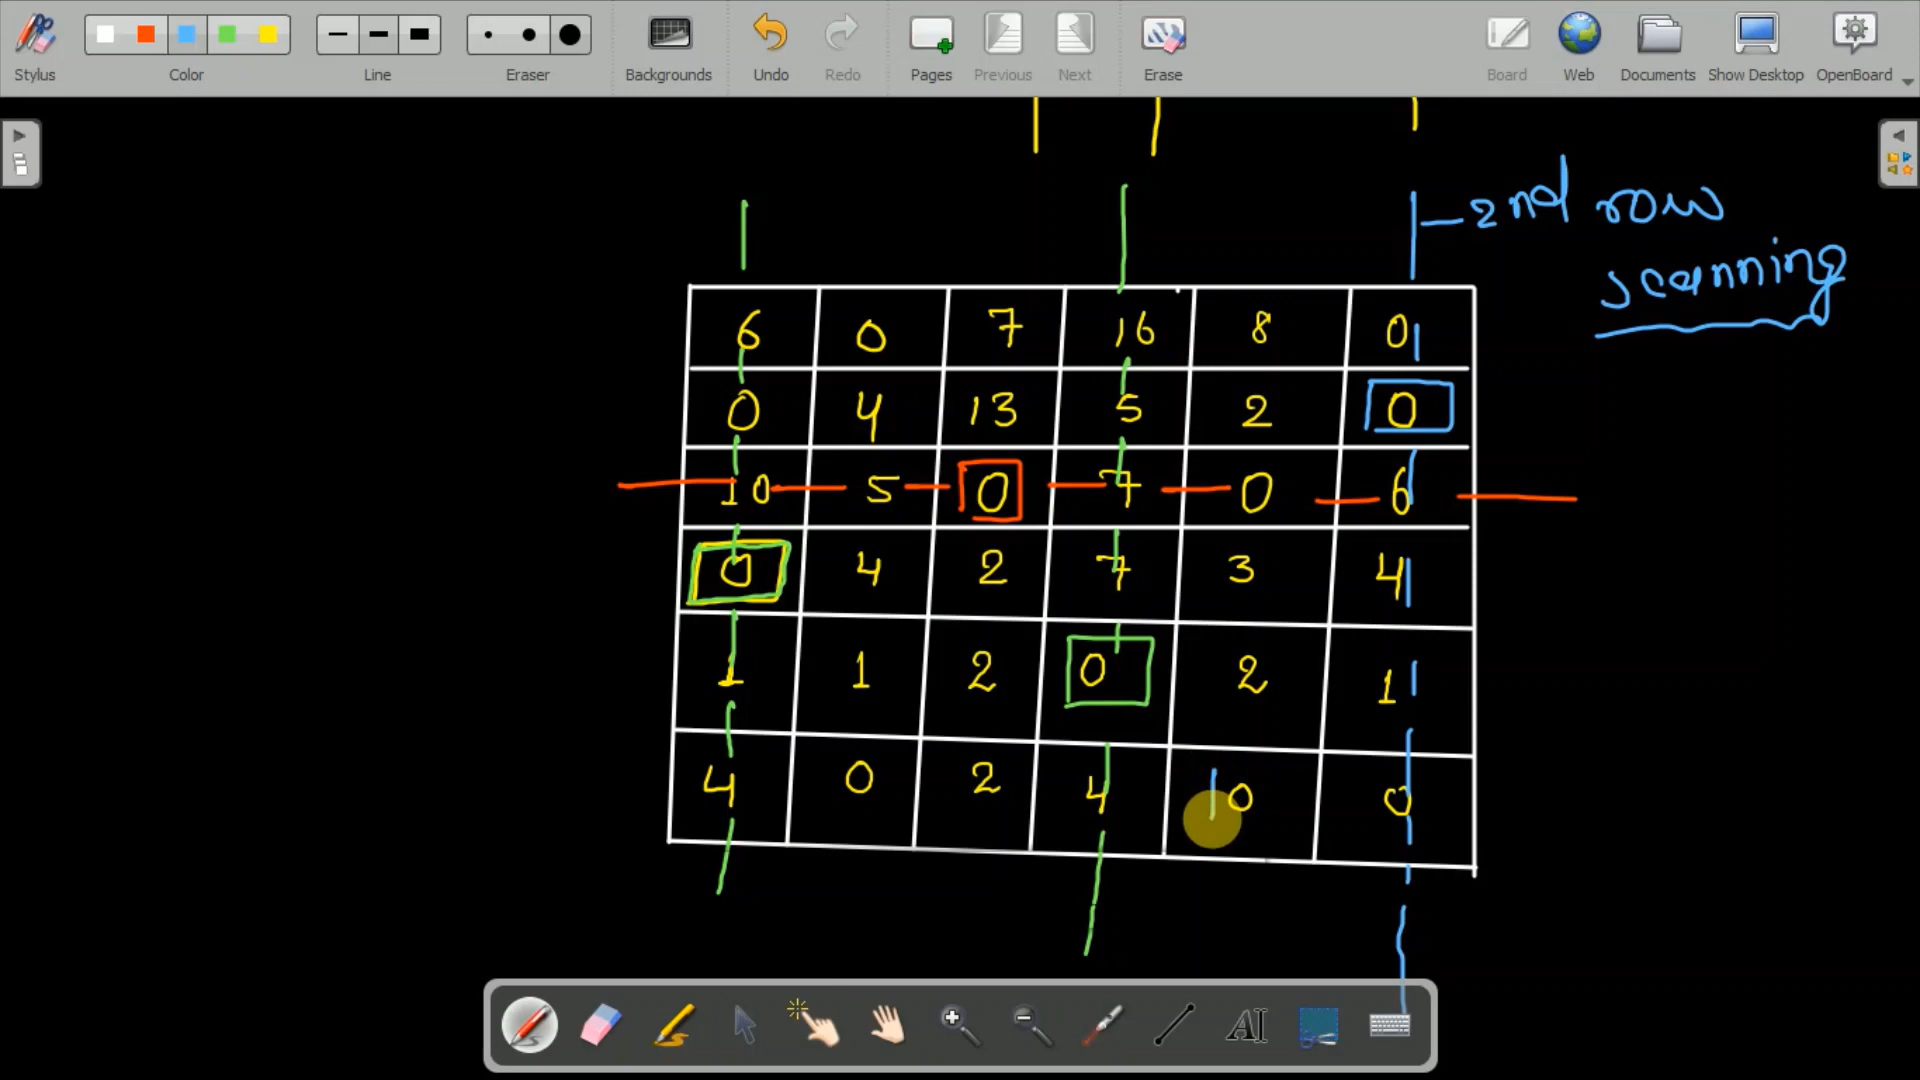 Stylus Color Line Eraser Backgrounds Undo Redo Pages Previous Next Erase Board Web Documents Show Desktop OpenBoard
2nd row
scanning
6 0 7 16 8 0
0 4 13 5 2 0
10 5 0 7 0 6
0 4 2 7 3 4
1 1 2 0 2 1
4 0 2 4 0 0
AI